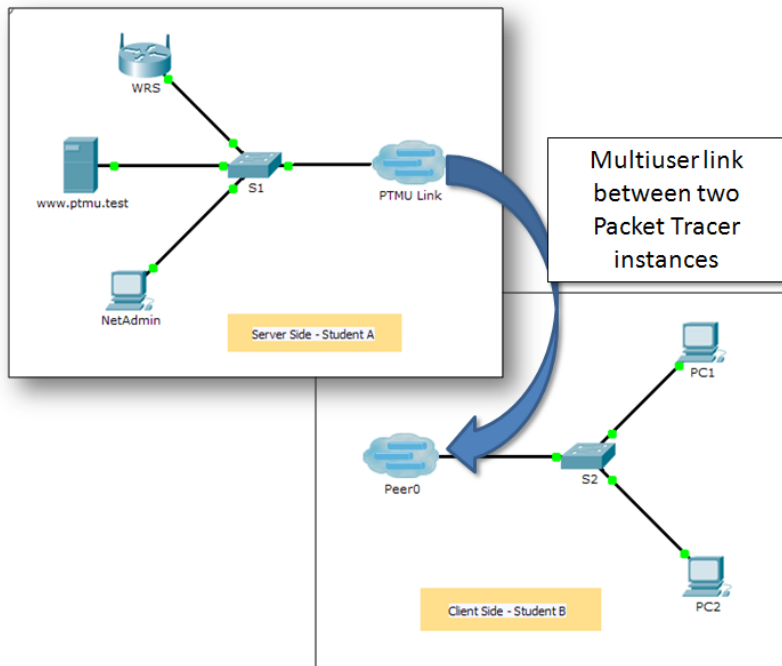 WRS
www.ptmu.test
S1
PTMU Link
NetAdmin
Server Side - Student A
Multiuser link
between two
Packet Tracer
instances
PC1
Peer0
S2
PC2
Client Side - Student B